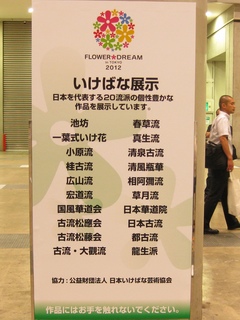 FLOWER★DREAM
in TOKYO
2012
いけばな展示
日本を代表する20流派の個性豊かな
作品を展示しています。
池坊
一葉式いけ花
小原流
桂古流
広山流
宏道流
国風華道会
古流松應会
古流松藤会
古流・大觀流
春草流
真生流
清泉古流
清風瓶華
相阿弥流
草月流
日本華道院
日本古流
都古流
龍生派
協力：公益財団法人 日本いけばな芸術協会
作品にはお手を触れないでください。